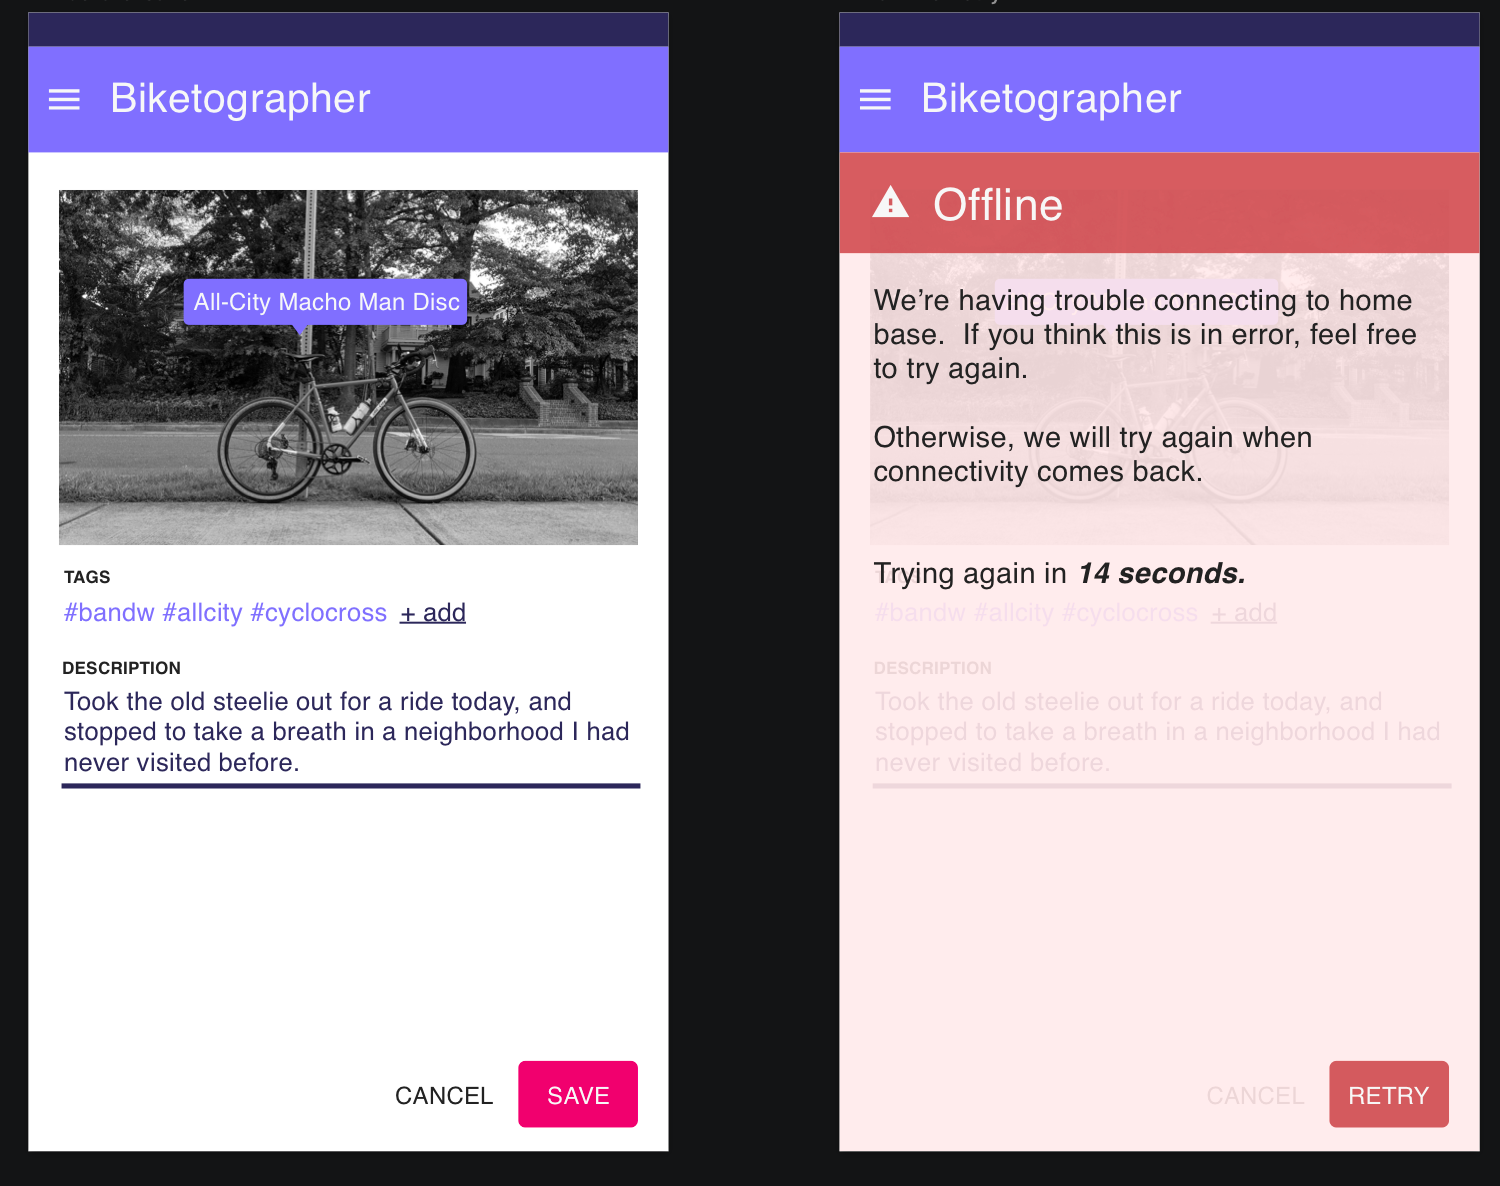 Biketographer
All-City Macho Man Disc
TAGS
#bandw #allcity #cyclocross + add
DESCRIPTION
Took the old steelie out for a ride today, and
stopped to take a breath in a neighborhood I had
never visited before.
CANCEL SAVE
Biketographer
Offline
We’re having trouble connecting to home
base. If you think this is in error, feel free
to try again.
Otherwise, we will try again when
connectivity comes back.
Trying again in 14 seconds.
#bandw #allcity #cyclocross + add
DESCRIPTION
Took the old steelie out for a ride today, and
stopped to take a breath in a neighborhood I had
never visited before.
CANCEL RETRY